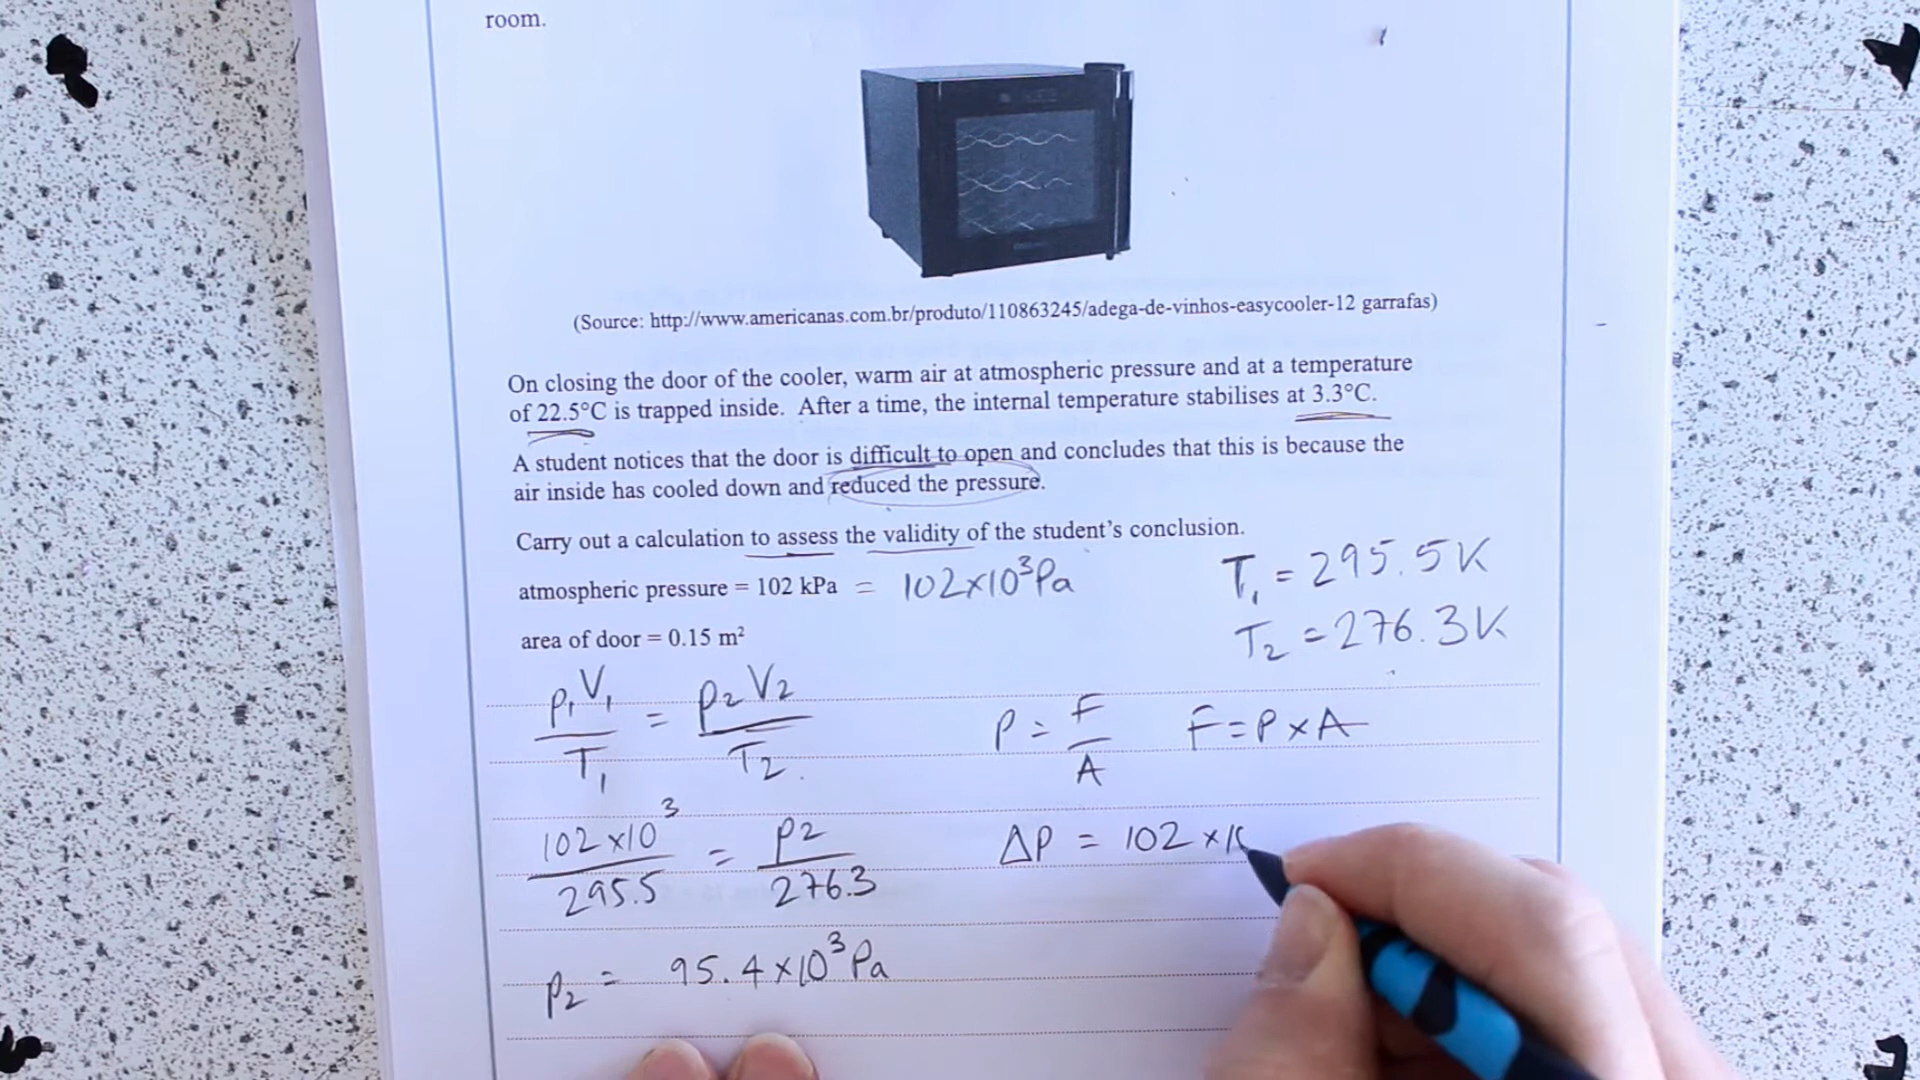 room.
(Source: http://www.americanas.com.br/produto/110863245/adega-de-vinhos-easycooler-12 garrafas)
On closing the door of the cooler, warm air at atmospheric pressure and at a temperature
of 22.5°C is trapped inside. After a time, the internal temperature stabilises at 3.3°C.
A student notices that the door is difficult to open and concludes that this is because the
air inside has cooled down and reduced the pressure.
Carry out a calculation to assess the validity of the student's conclusion.
atmospheric pressure = 102 kPa = 102×10³Pa
T₁ = 295.5K
area of door = 0.15 m²
T₂ = 276.3K
p₁V₁/T₁ = p₂V₂/T₂
P = F/A F = P × A
102×10³/295.5 = p₂/276.3
ΔP = 102 ×10
p₂ = 95.4×10³Pa